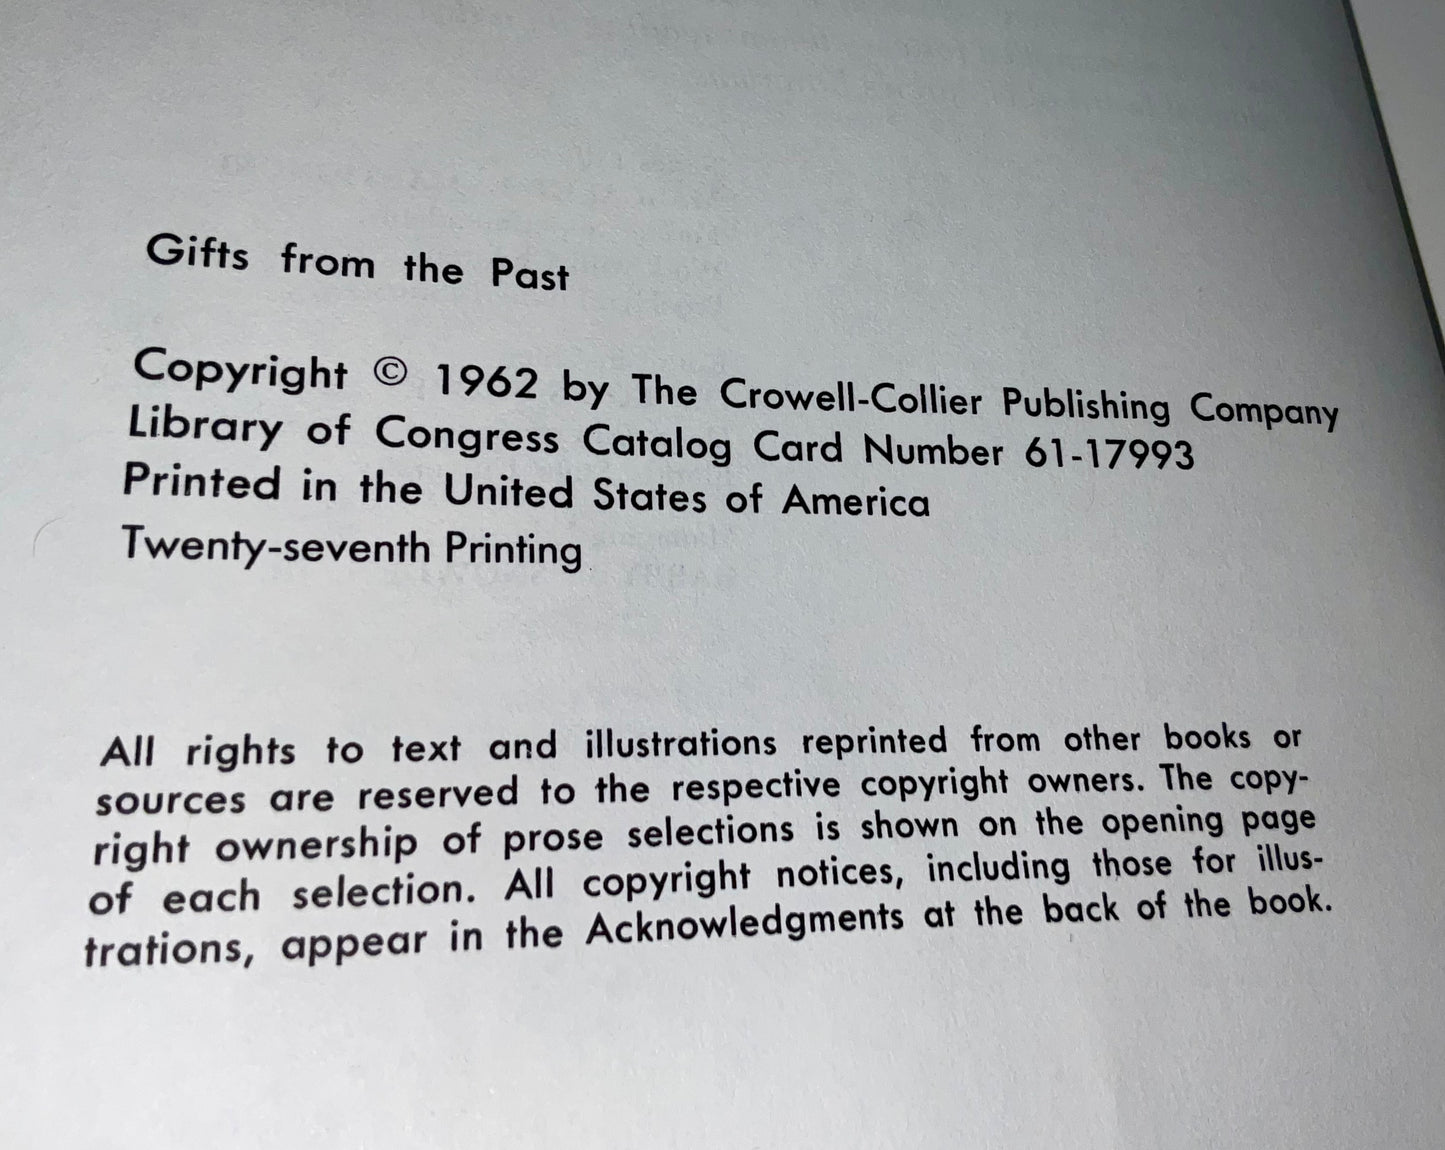 Gifts from the Past
Copyright © 1962 by The Crowell-Collier Publishing Company
Library of Congress Catalog Card Number 61-17993
Printed in the United States of America
Twenty-seventh Printing
All rights to text and illustrations reprinted from other books or
sources are reserved to the respective copyright owners. The copy-
right ownership of prose selections is shown on the opening page
of each selection. All copyright notices, including those for illus-
trations, appear in the Acknowledgments at the back of the book.